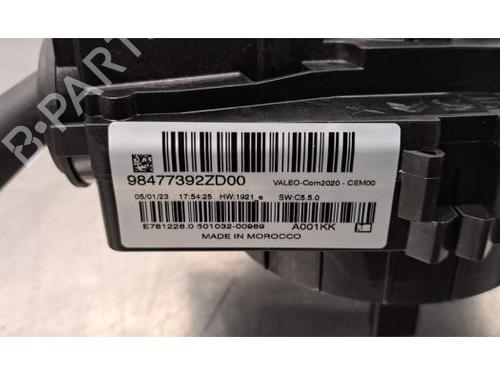 98477392ZD00 VALEO-Com2020 - CEM00
05/01/23 17:54:25 HW:1921_e SW:C5.5.0
E781228.0 501032-00989 A001KK
MADE IN MOROCCO
B-PARTS